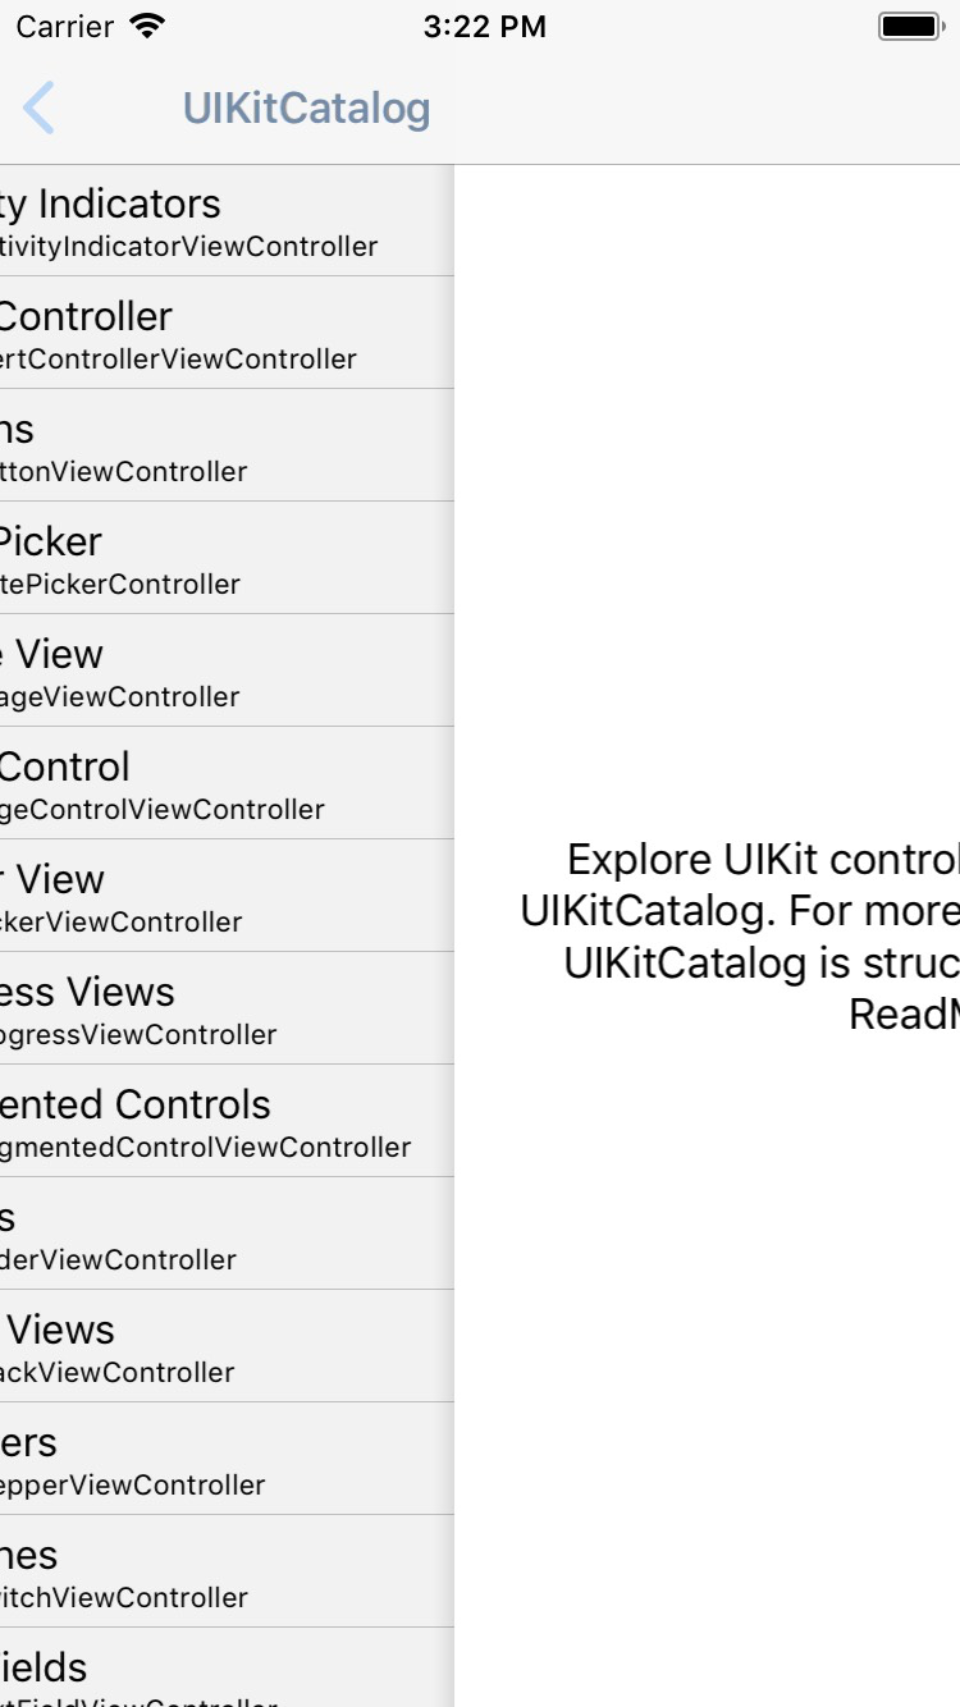 Carrier
3:22 PM
UIKitCatalog
ty Indicators
tivityIndicatorViewController
Controller
ertControllerViewController
ns
ttonViewController
Picker
tePickerController
e View
ageViewController
Control
geControlViewController
r View
ckerViewController
ess Views
ogressViewController
ented Controls
gmentedControlViewController
s
derViewController
Views
ackViewController
ers
epperViewController
hes
itchViewController
ields
Explore UIKit control
UIKitCatalog. For more
UIKitCatalog is struc
ReadM